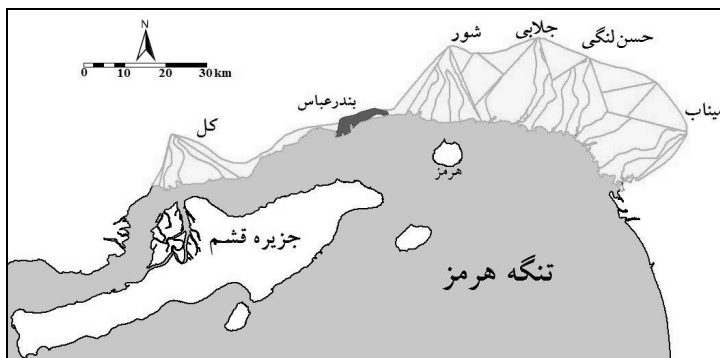 N
0 10 20 30 km
شور
جلابی
حسن لنگی
میناب
بندرعباس
کل
هرمز
جزیره قشم
تنگه هرمز